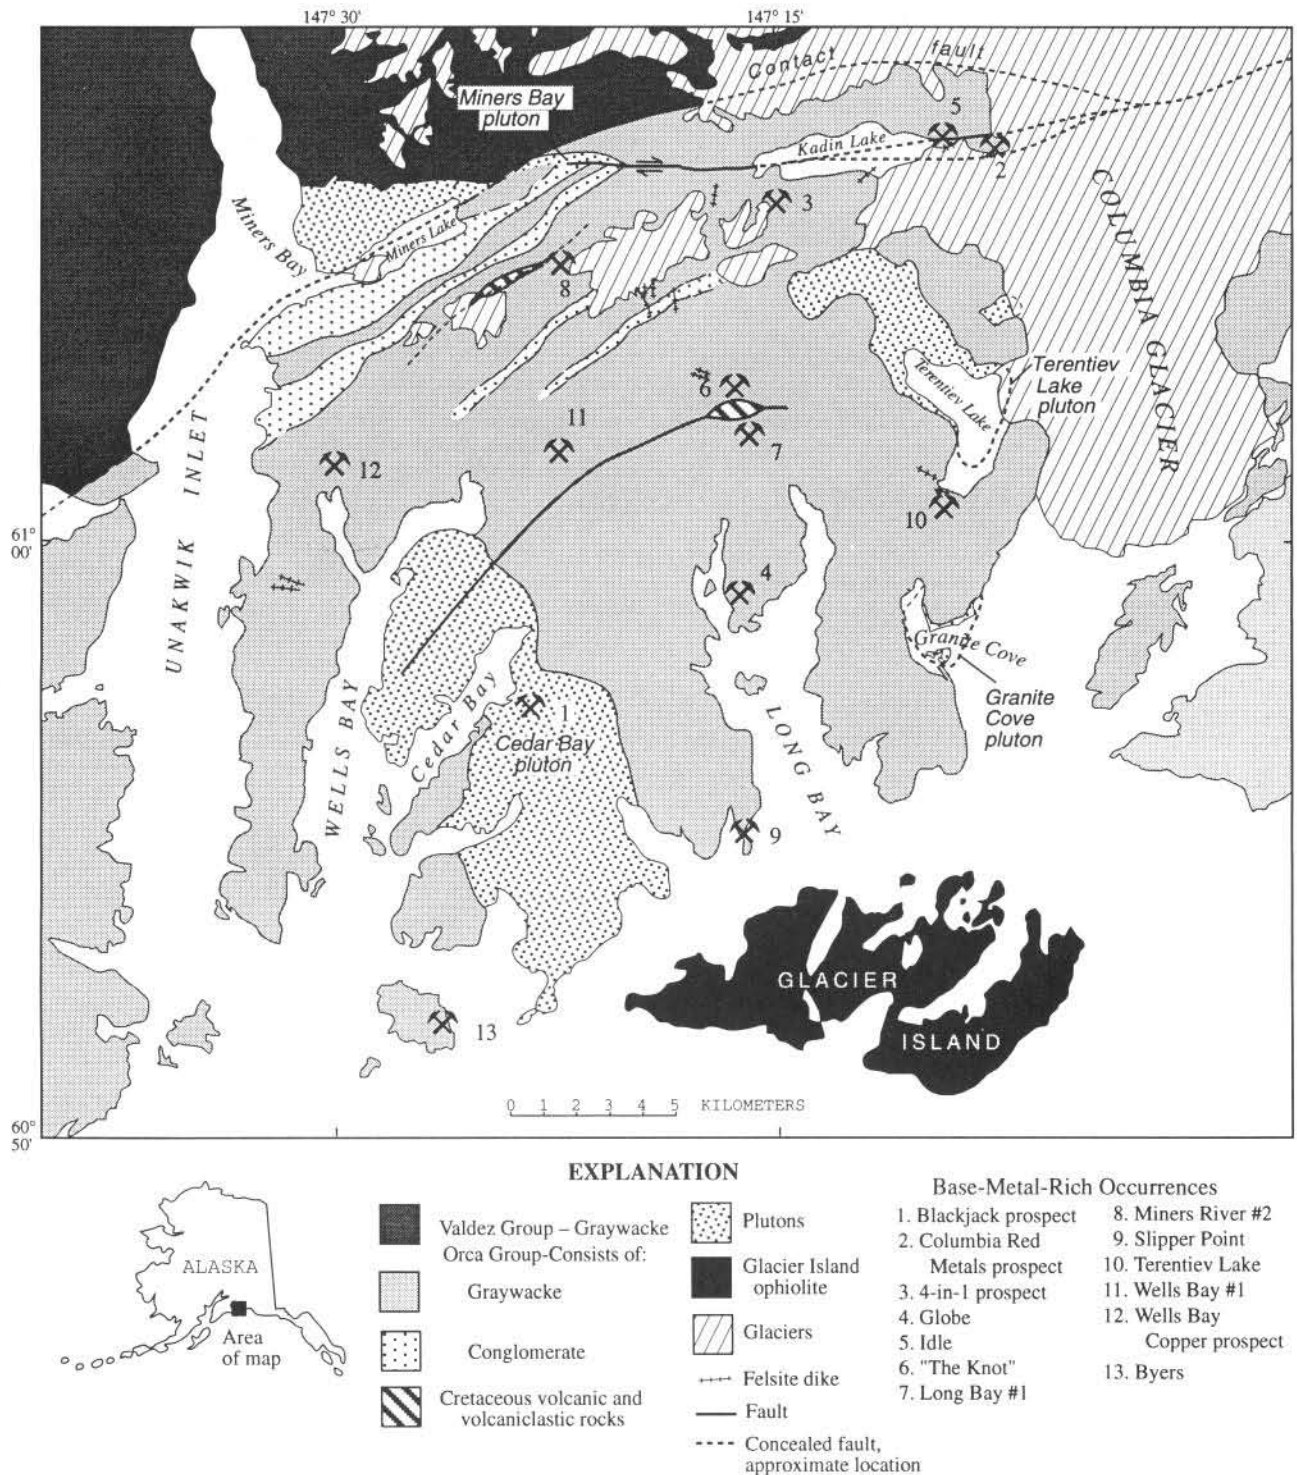 147° 30'
147° 15'
Contact fault
Miners Bay
pluton
5
Kadin Lake
2
3
Miners Bay
Miners Lake
8
COLUMBIA GLACIER
Terentiev
Lake
pluton
Terentiev Lake
6
7
11
12
10
UNAKWIK INLET
61°
00'
4
Granite Cove
Granite
Cove
pluton
1
Cedar Bay
pluton
Cedar Bay
WELLS BAY
LONG BAY
9
GLACIER
ISLAND
13
0 1 2 3 4 5 KILOMETERS
60°
50'
EXPLANATION
ALASKA
Area
of map
Valdez Group – Graywacke
Orca Group-Consists of:
Graywacke
Conglomerate
Cretaceous volcanic and
volcaniclastic rocks
Plutons
Glacier Island
ophiolite
Glaciers
Felsite dike
Fault
Concealed fault,
approximate location
Base-Metal-Rich Occurrences
1. Blackjack prospect
2. Columbia Red
Metals prospect
3. 4-in-1 prospect
4. Globe
5. Idle
6. "The Knot"
7. Long Bay #1
8. Miners River #2
9. Slipper Point
10. Terentiev Lake
11. Wells Bay #1
12. Wells Bay
Copper prospect
13. Byers